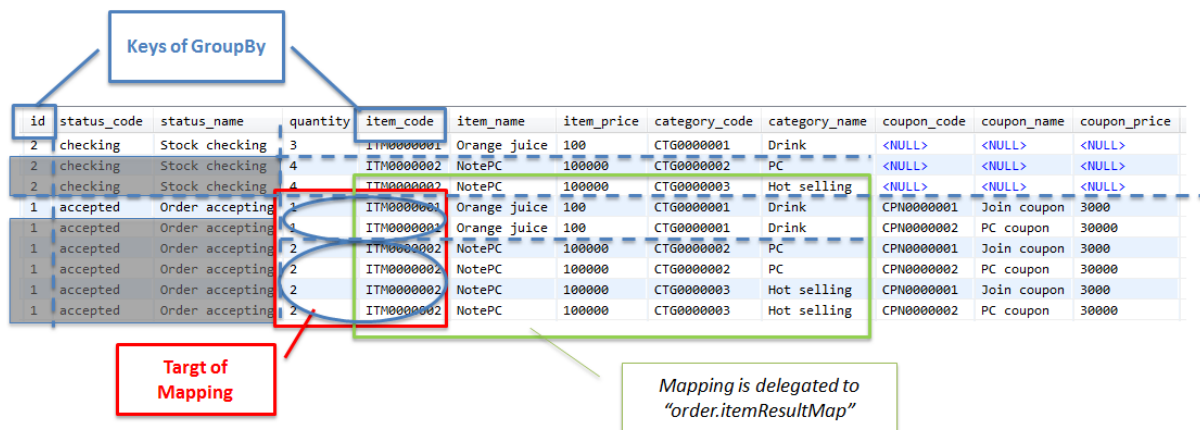 Keys of GroupBy
id status_code status_name quantity item_code item_name item_price category_code category_name coupon_code coupon_name coupon_price
2 checking Stock checking 3 ITM0000001 Orange juice 100 CTG0000001 Drink <NULL> <NULL> <NULL>
2 checking Stock checking 4 ITM0000002 NotePC 100000 CTG0000002 PC <NULL> <NULL> <NULL>
2 checking Stock checking 4 ITM0000002 NotePC 100000 CTG0000003 Hot selling <NULL> <NULL> <NULL>
1 accepted Order accepting 1 ITM0000001 Orange juice 100 CTG0000001 Drink CPN0000001 Join coupon 3000
1 accepted Order accepting 1 ITM0000001 Orange juice 100 CTG0000001 Drink CPN0000002 PC coupon 30000
1 accepted Order accepting 2 ITM0000002 NotePC 100000 CTG0000002 PC CPN0000001 Join coupon 3000
1 accepted Order accepting 2 ITM0000002 NotePC 100000 CTG0000002 PC CPN0000002 PC coupon 30000
1 accepted Order accepting 2 ITM0000002 NotePC 100000 CTG0000003 Hot selling CPN0000001 Join coupon 3000
1 accepted Order accepting 2 ITM0000002 NotePC 100000 CTG0000003 Hot selling CPN0000002 PC coupon 30000
Targt of
Mapping
Mapping is delegated to
“order.itemResultMap”